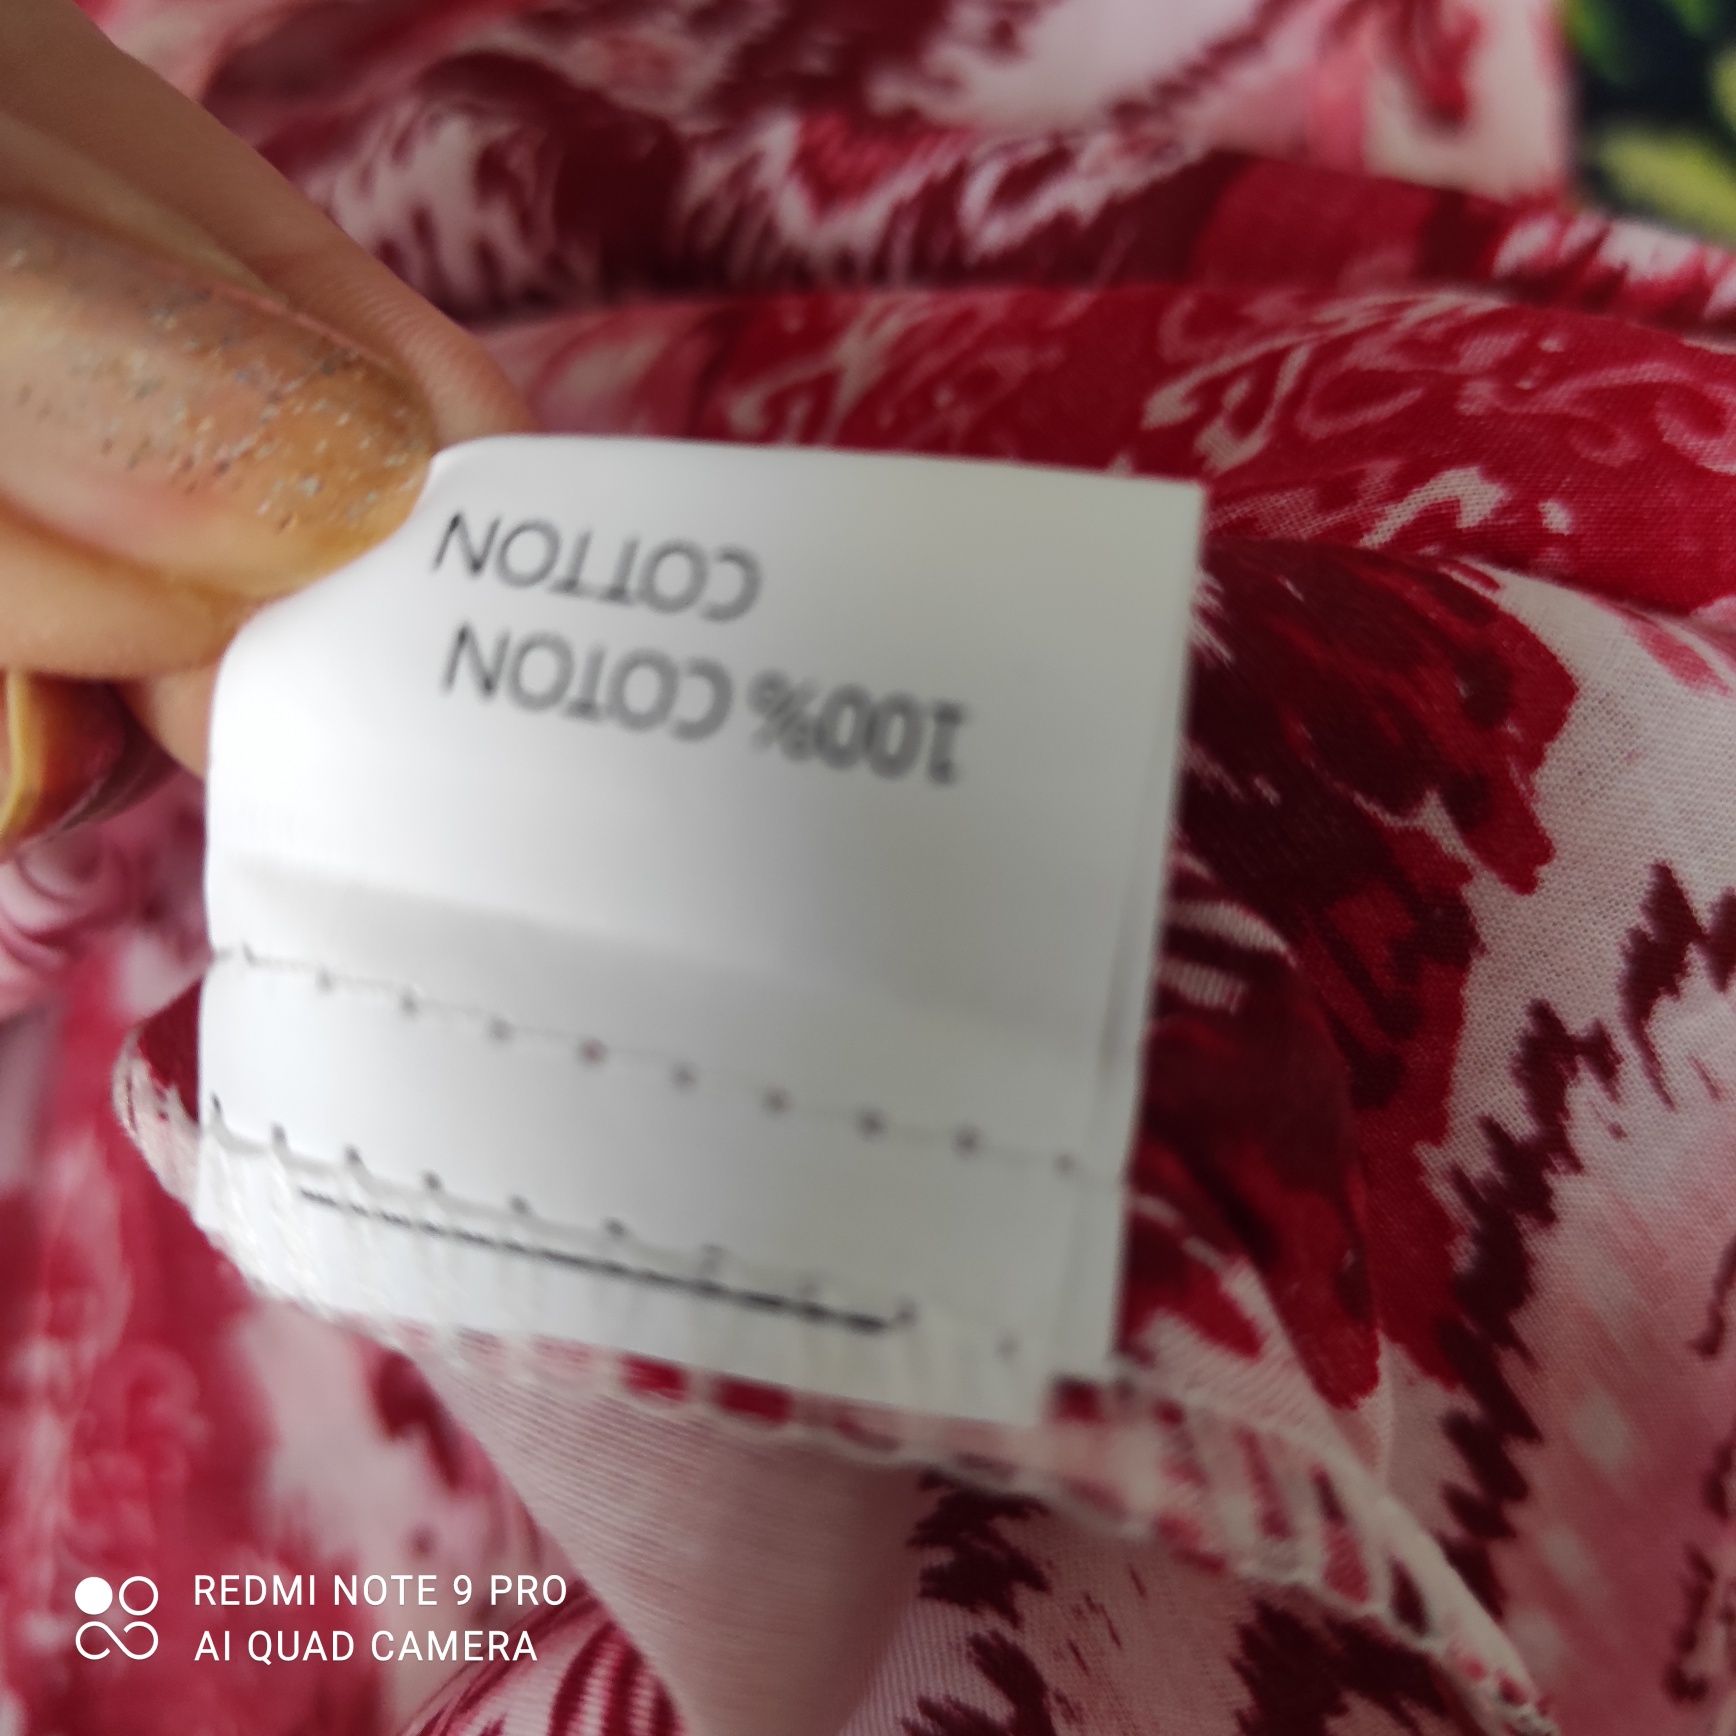 100% COTON
COTTON
REDMI NOTE 9 PRO
AI QUAD CAMERA